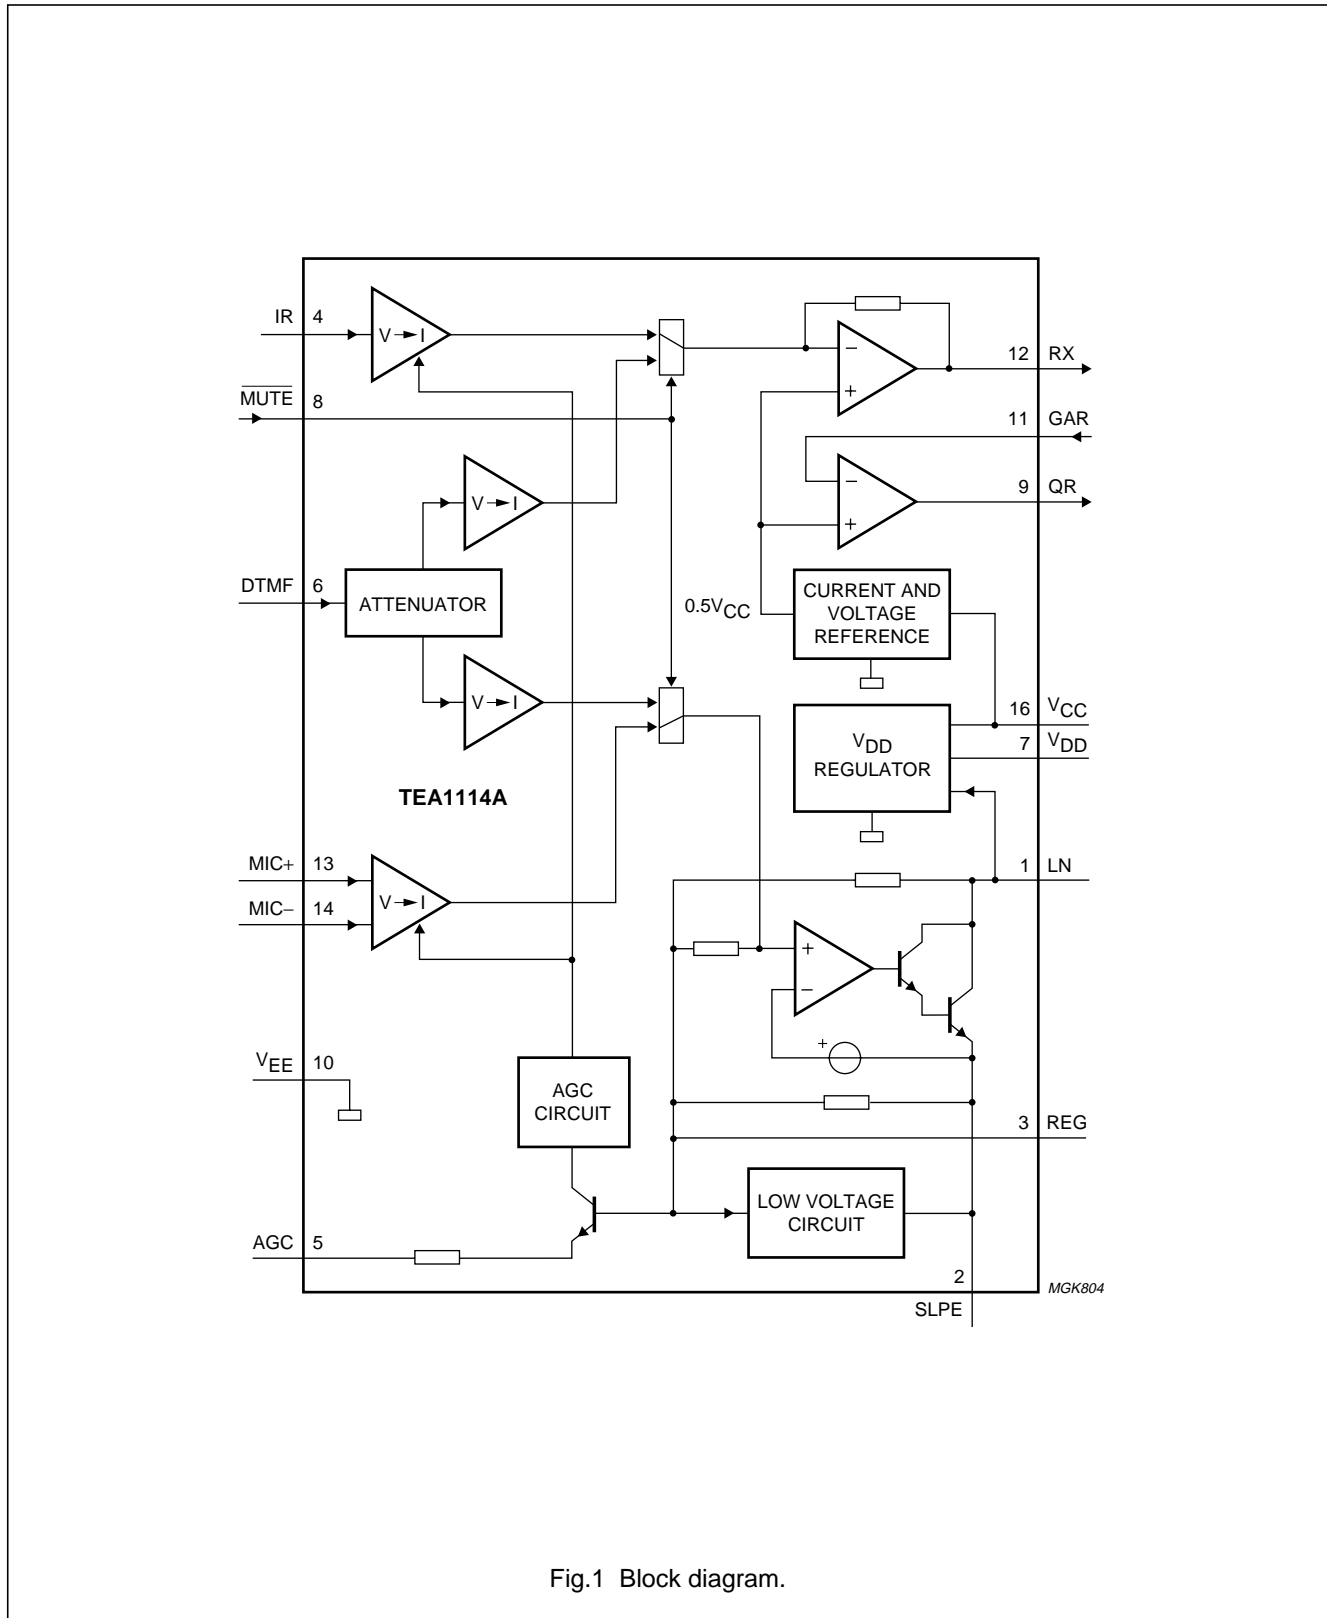 IR 4
V → I
12 RX
MUTE 8
11 GAR
V → I
9 QR
DTMF 6
ATTENUATOR
0.5VCC
CURRENT AND
VOLTAGE
REFERENCE
V → I
16 VCC
7 VDD
VDD
REGULATOR
TEA1114A
MIC+ 13
1 LN
V → I
MIC− 14
+
−
+
VEE 10
AGC
CIRCUIT
3 REG
LOW VOLTAGE
CIRCUIT
AGC 5
2
SLPE
MGK804
−
+
−
+
Fig.1 Block diagram.